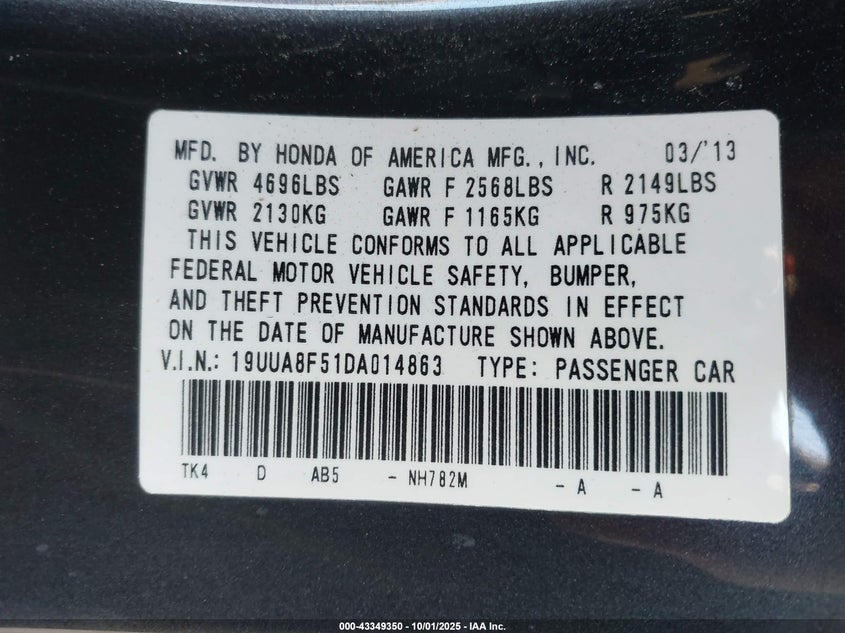 MFD. BY HONDA OF AMERICA MFG., INC. 03/'13
GVWR 4696LBS GAWR F 2568LBS R 2149LBS
GVWR 2130KG GAWR F 1165KG R 975KG
THIS VEHICLE CONFORMS TO ALL APPLICABLE
FEDERAL MOTOR VEHICLE SAFETY, BUMPER,
AND THEFT PREVENTION STANDARDS IN EFFECT
ON THE DATE OF MANUFACTURE SHOWN ABOVE.
V.I.N.: 19UUA8F51DA014863 TYPE: PASSENGER CAR
TK4 D AB5 - NH782M - A - A
000-43349350 - 10/01/2025 - IAA Inc.